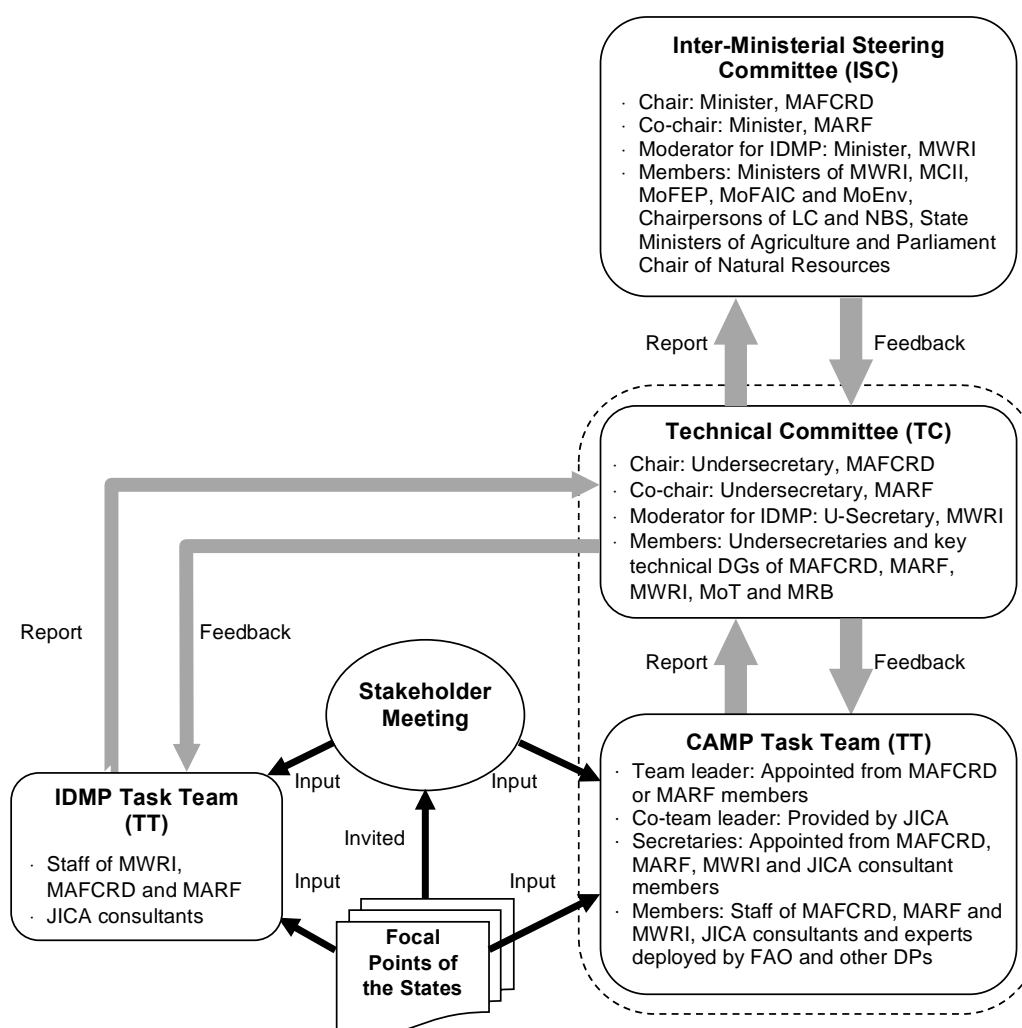 Inter-Ministerial Steering
Committee (ISC)
· Chair: Minister, MAFCRD
· Co-chair: Minister, MARF
· Moderator for IDMP: Minister, MWRI
· Members: Ministers of MWRI, MCII,
MoFEP, MoFAIC and MoEnv,
Chairpersons of LC and NBS, State
Ministers of Agriculture and Parliament
Chair of Natural Resources
Report
Feedback
Technical Committee (TC)
· Chair: Undersecretary, MAFCRD
· Co-chair: Undersecretary, MARF
· Moderator for IDMP: U-Secretary, MWRI
· Members: Undersecretaries and key
technical DGs of MAFCRD, MARF,
MWRI, MoT and MRB
Report
Feedback
Report
Feedback
Stakeholder
Meeting
CAMP Task Team (TT)
· Team leader: Appointed from MAFCRD
or MARF members
· Co-team leader: Provided by JICA
· Secretaries: Appointed from MAFCRD,
MARF, MWRI and JICA consultant
members
· Members: Staff of MAFCRD, MARF and
MWRI, JICA consultants and experts
deployed by FAO and other DPs
Input
Input
IDMP Task Team
(TT)
· Staff of MWRI,
MAFCRD and MARF
· JICA consultants
Invited
Input
Input
Focal
Points of
the States